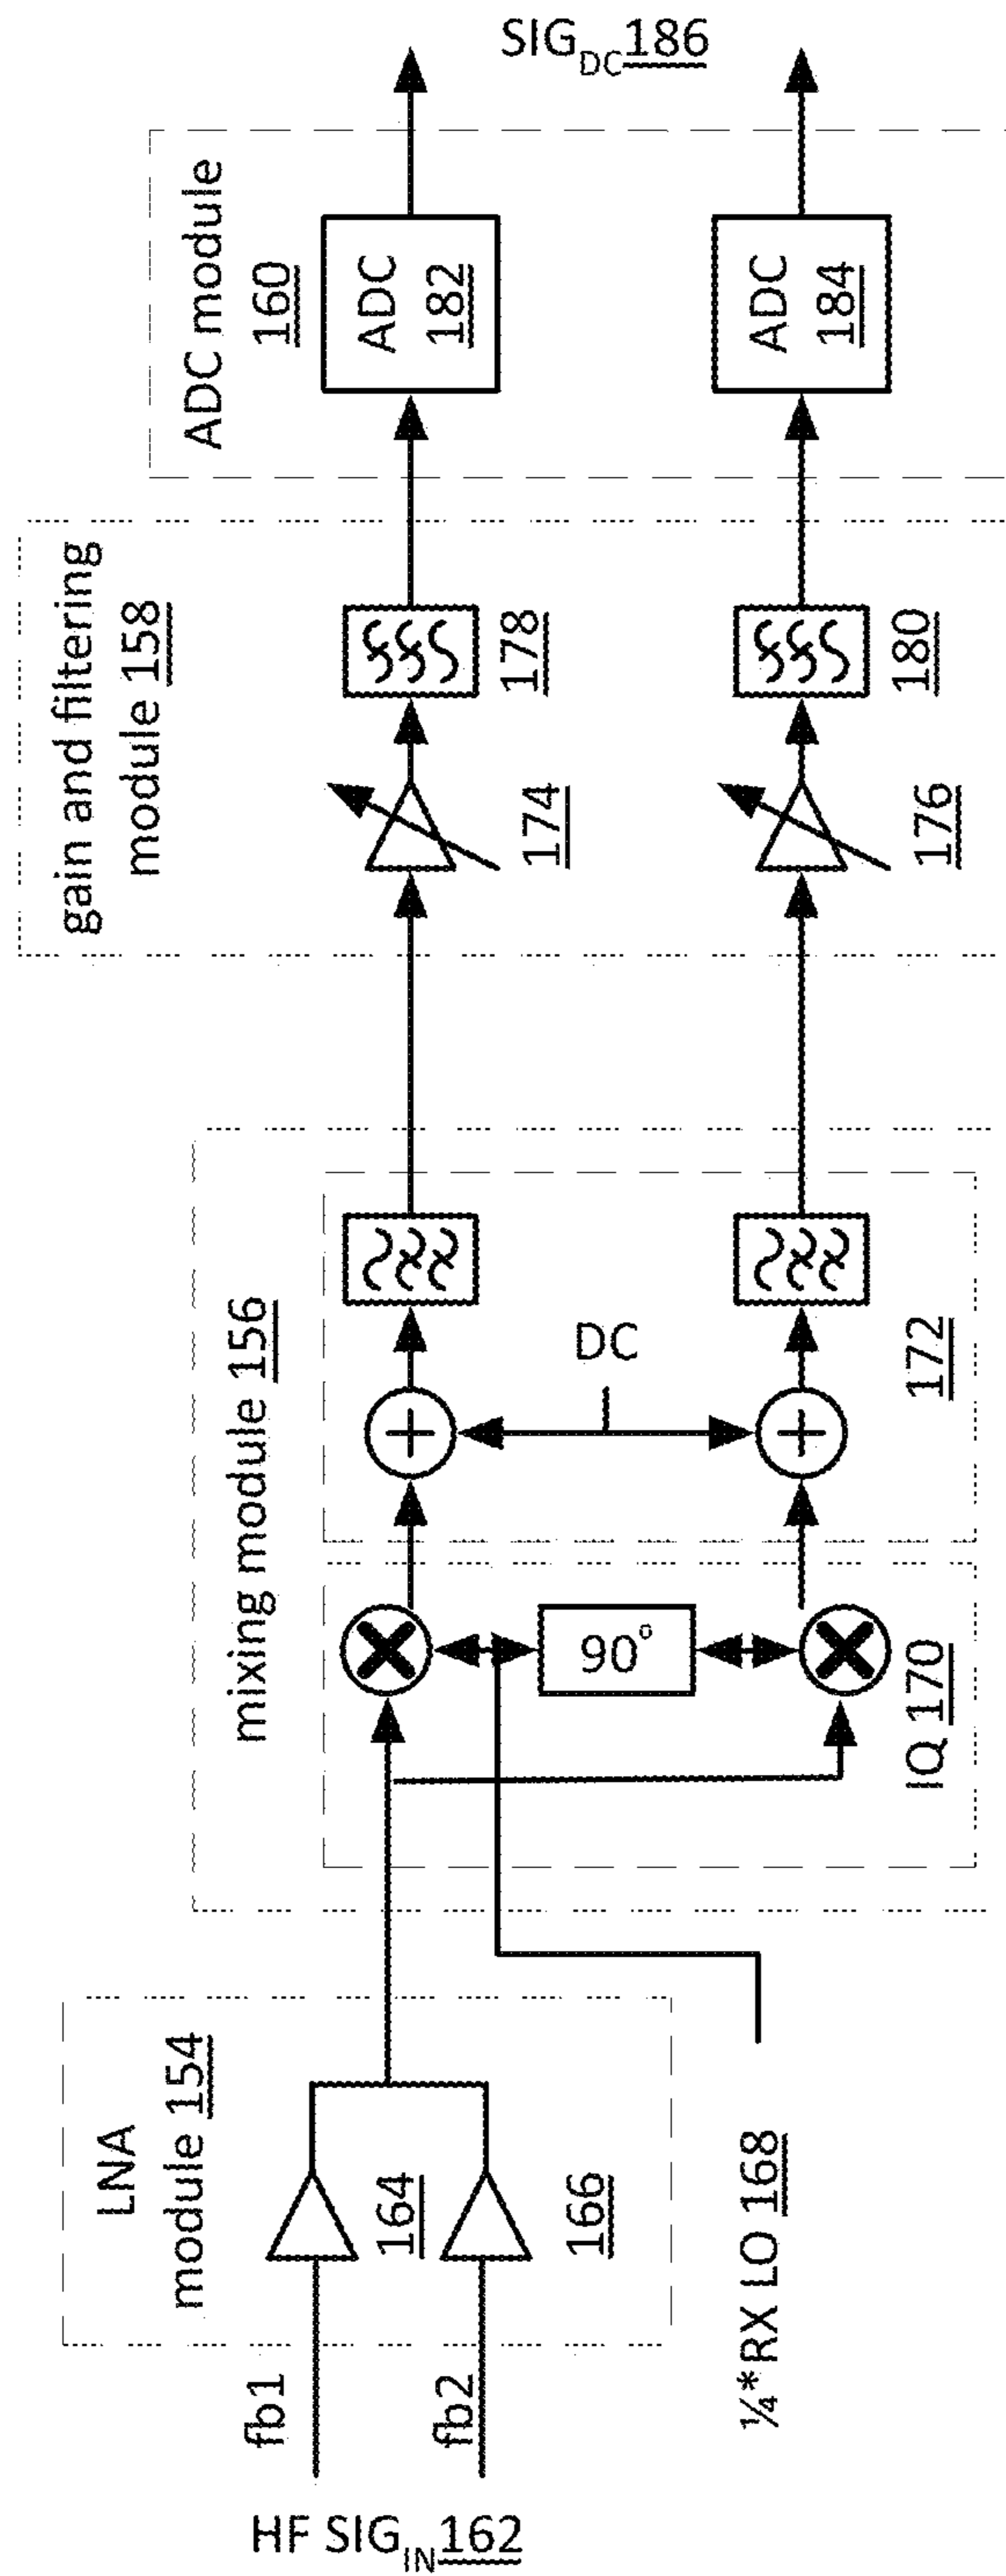 HF SIG_IN 162
fb1
fb2
LNA
module 154
164
166
¼*RX LO 168
mixing module 156
90°
IQ 170
DC
172
gain and filtering
module 158
174
178
176
180
ADC module
160
ADC
182
ADC
184
SIG_DC 186